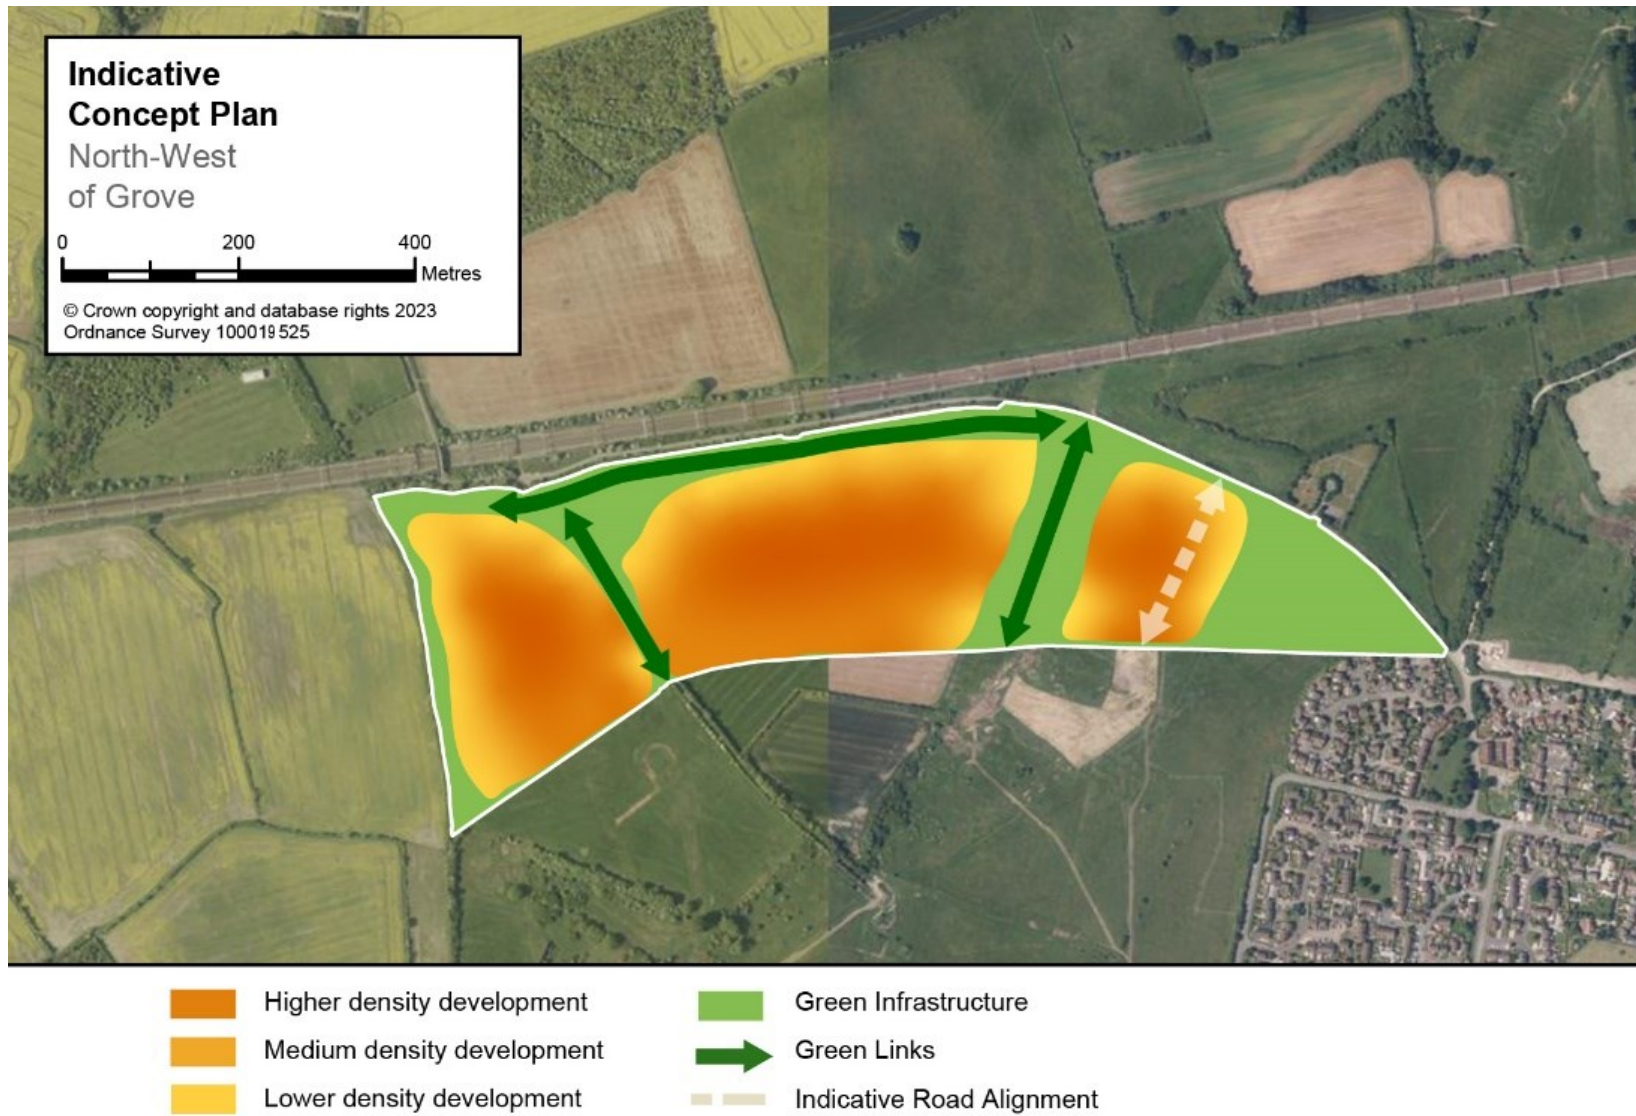 Indicative
Concept Plan
North-West
of Grove
0 200 400
Metres
© Crown copyright and database rights 2023
Ordnance Survey 100019525
Higher density development
Medium density development
Lower density development
Green Infrastructure
Green Links
Indicative Road Alignment